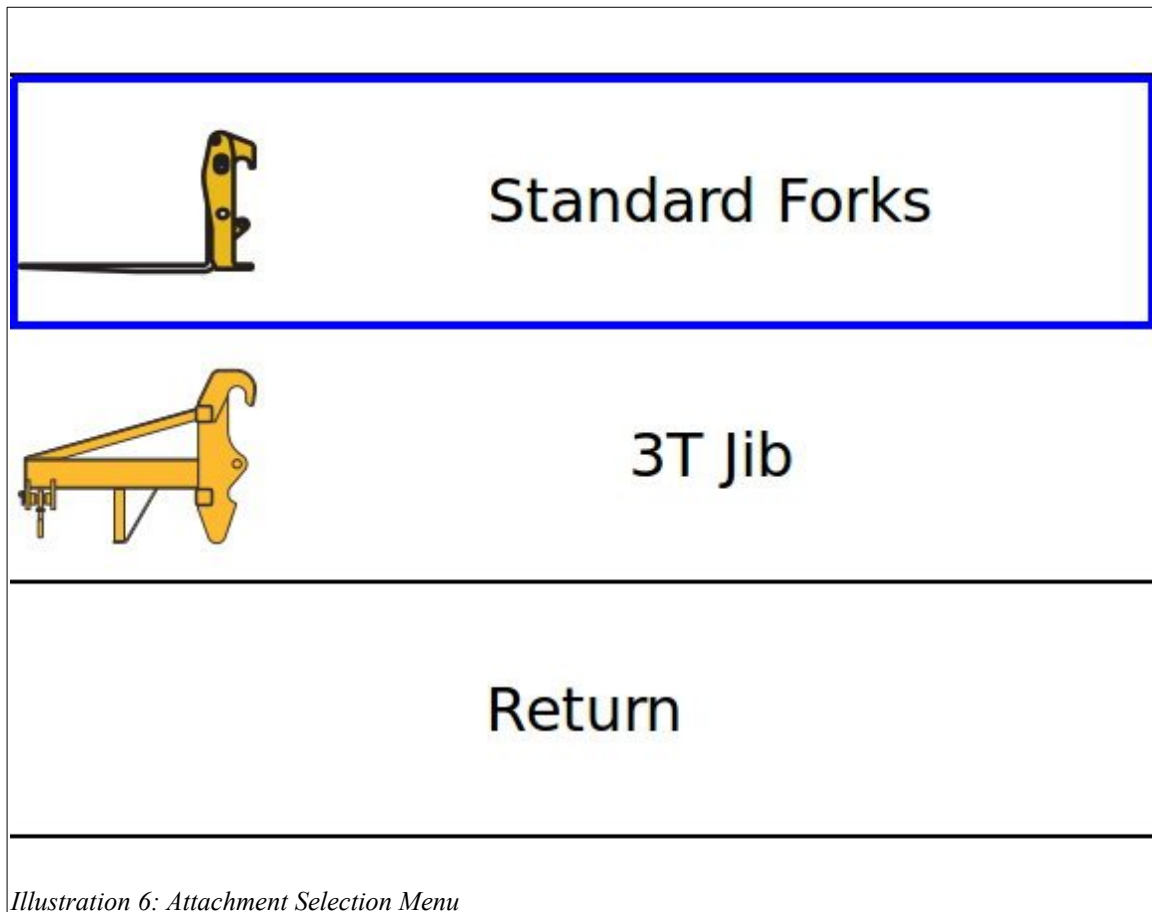 Standard Forks
3T Jib
Return
Illustration 6: Attachment Selection Menu